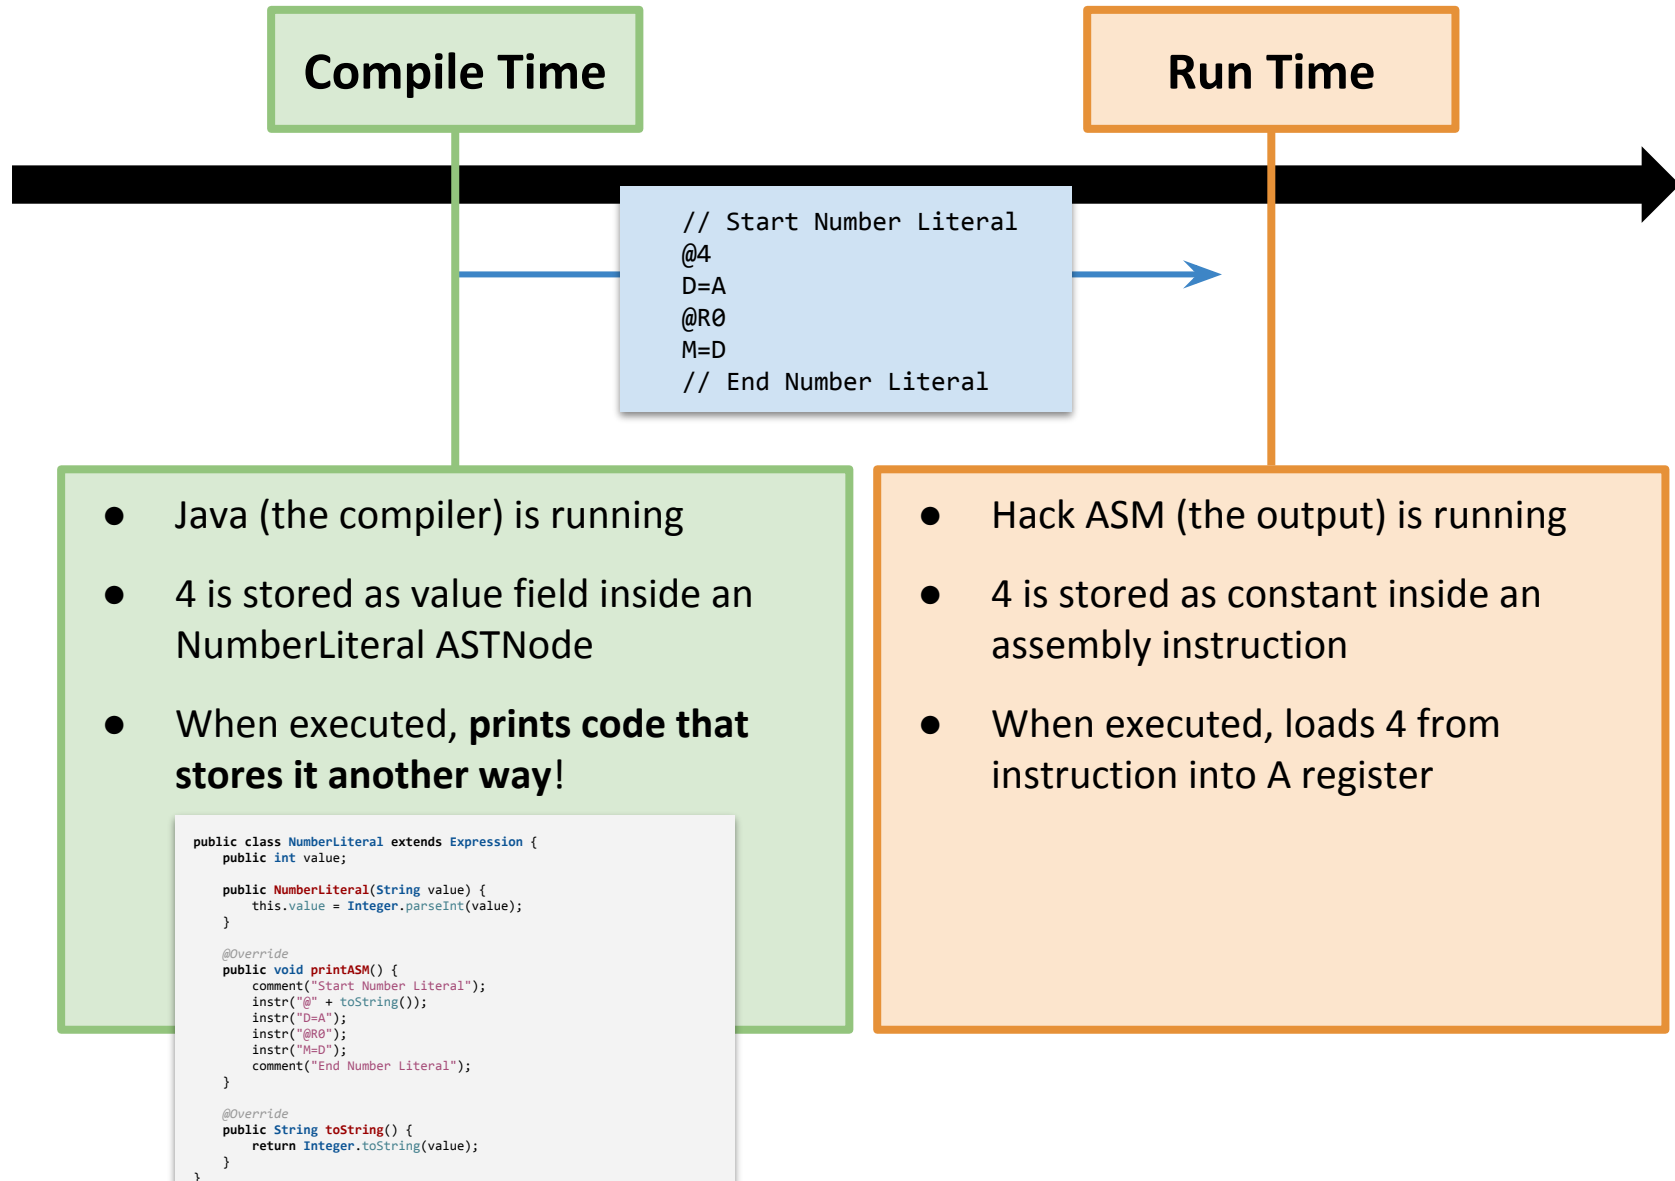 Compile Time
Run Time
// Start Number Literal
@4
D=A
@R0
M=D
// End Number Literal
● Java (the compiler) is running
● 4 is stored as value field inside an
NumberLiteral ASTNode
● When executed, prints code that
stores it another way!
public class NumberLiteral extends Expression {
    public int value;
    public NumberLiteral(String value) {
        this.value = Integer.parseInt(value);
    }
    @Override
    public void printASM() {
        comment("Start Number Literal");
        instr("@" + toString());
        instr("D=A");
        instr("@R0");
        instr("M=D");
        comment("End Number Literal");
    }
    @Override
    public String toString() {
        return Integer.toString(value);
    }
}
● Hack ASM (the output) is running
● 4 is stored as constant inside an
assembly instruction
● When executed, loads 4 from
instruction into A register